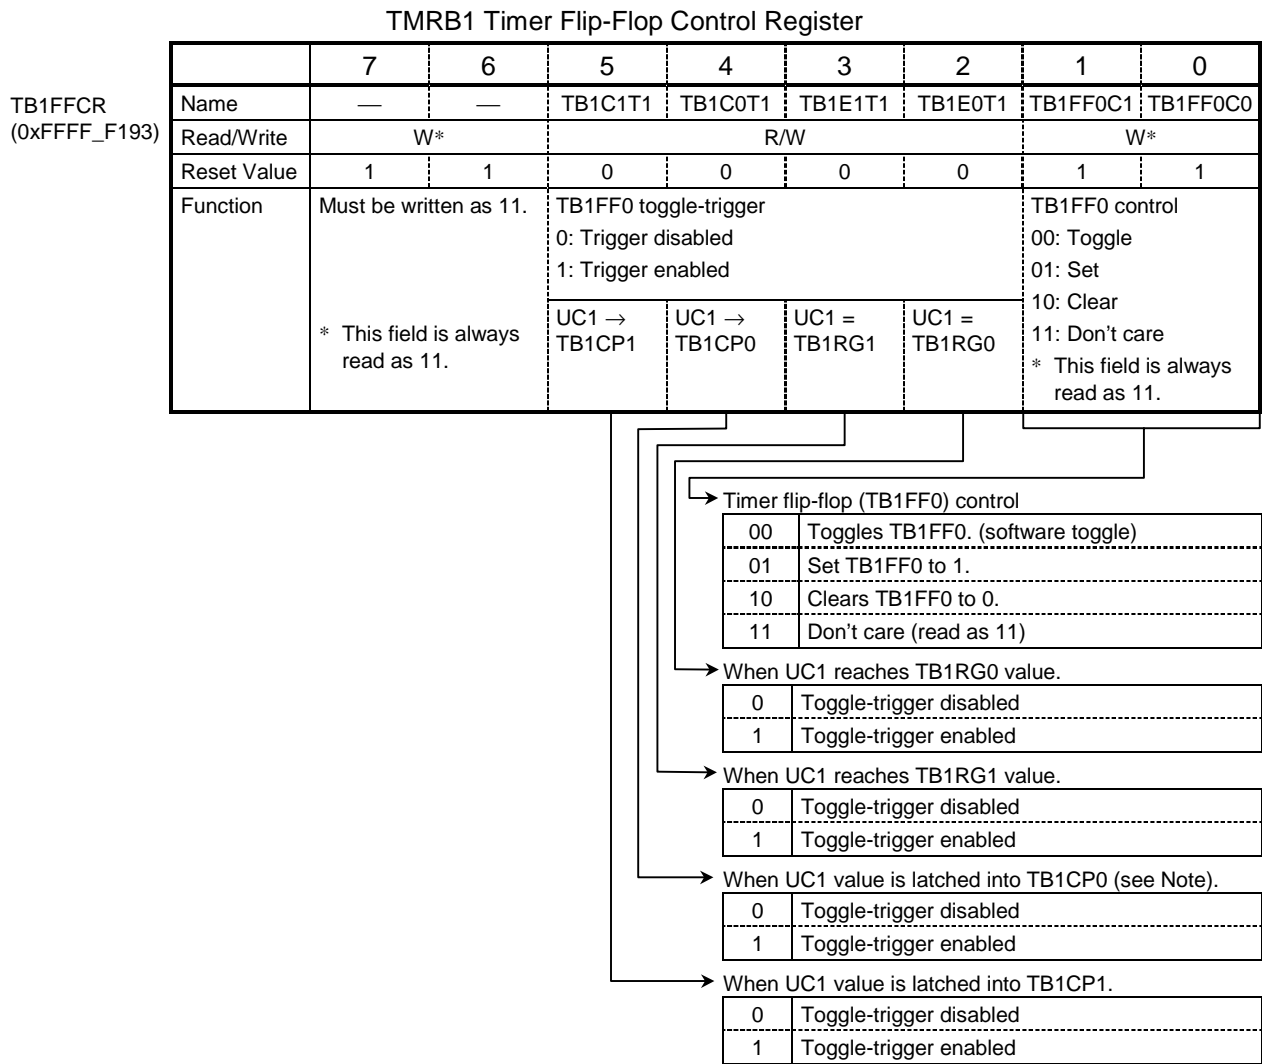 TMRB1 Timer Flip-Flop Control Register
7 6 5 4 3 2 1 0
TB1FFCR
(0xFFFF_F193)
Name — — TB1C1T1 TB1C0T1 TB1E1T1 TB1E0T1 TB1FF0C1 TB1FF0C0
Read/Write W* R/W W*
Reset Value 1 1 0 0 0 0 1 1
Function
Must be written as 11.
* This field is always
read as 11.
TB1FF0 toggle-trigger
0: Trigger disabled
1: Trigger enabled
UC1 →
TB1CP1
UC1 →
TB1CP0
UC1 =
TB1RG1
UC1 =
TB1RG0
TB1FF0 control
00: Toggle
01: Set
10: Clear
11: Don't care
* This field is always
read as 11.
Timer flip-flop (TB1FF0) control
00 Toggles TB1FF0. (software toggle)
01 Set TB1FF0 to 1.
10 Clears TB1FF0 to 0.
11 Don't care (read as 11)
When UC1 reaches TB1RG0 value.
0 Toggle-trigger disabled
1 Toggle-trigger enabled
When UC1 reaches TB1RG1 value.
0 Toggle-trigger disabled
1 Toggle-trigger enabled
When UC1 value is latched into TB1CP0 (see Note).
0 Toggle-trigger disabled
1 Toggle-trigger enabled
When UC1 value is latched into TB1CP1.
0 Toggle-trigger disabled
1 Toggle-trigger enabled